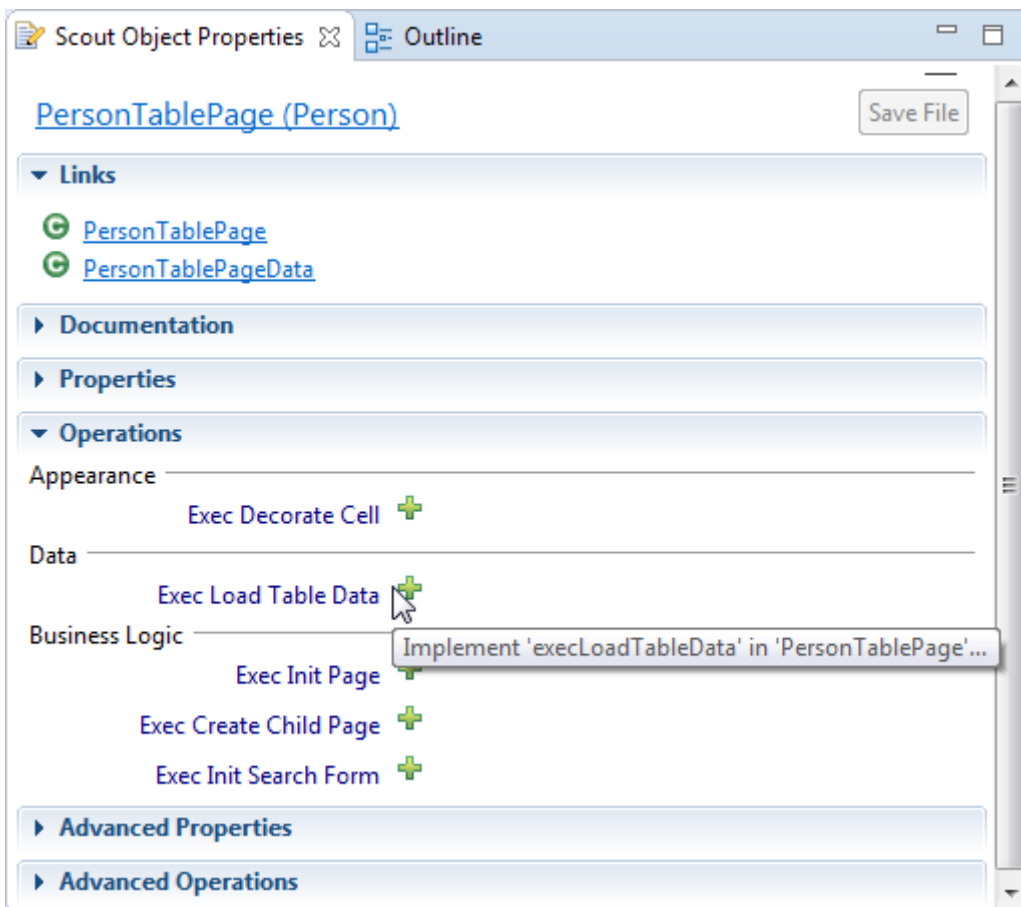 Scout Object Properties Outline
PersonTablePage (Person) Save File
Links
PersonTablePage
PersonTablePageData
Documentation
Properties
Operations
Appearance
Exec Decorate Cell
Data
Exec Load Table Data
Business Logic
Implement 'execLoadTableData' in 'PersonTablePage'...
Exec Init Page
Exec Create Child Page
Exec Init Search Form
Advanced Properties
Advanced Operations